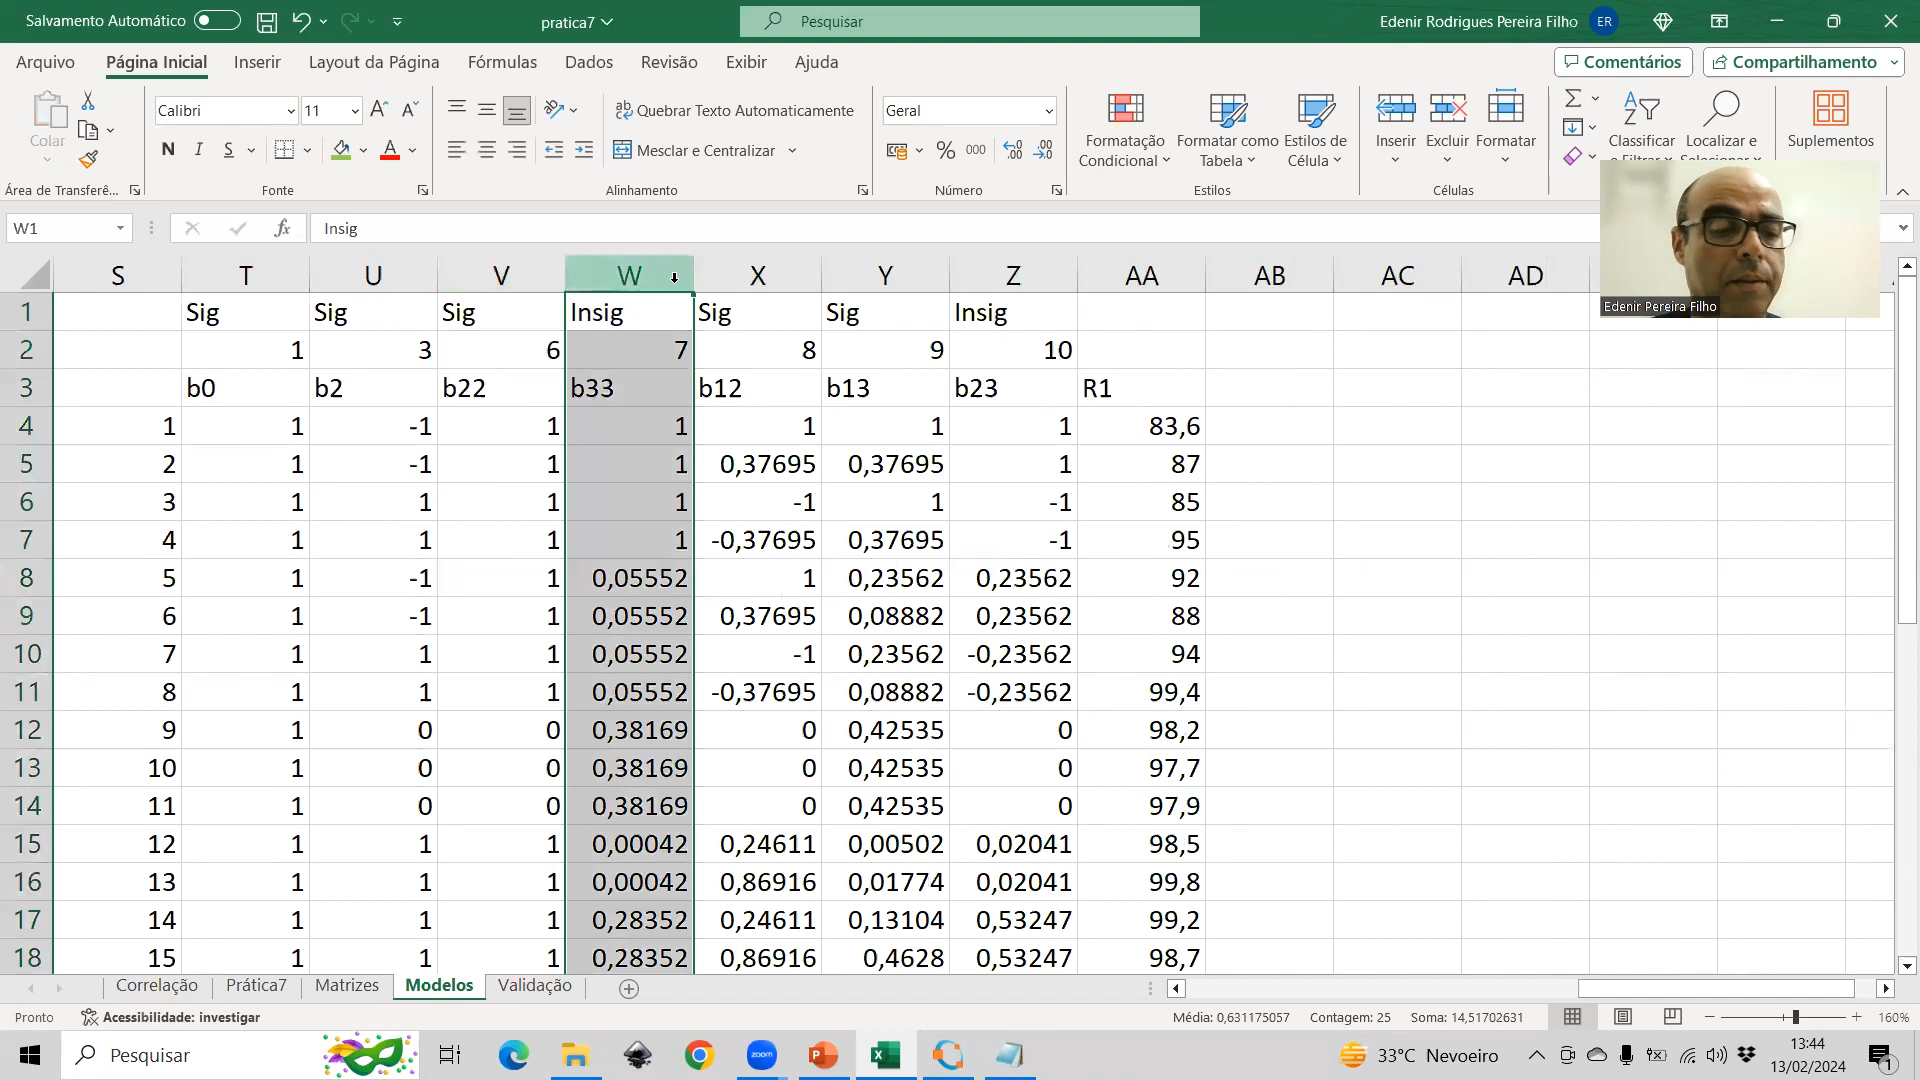 Salvamento Automático
pratica7
Pesquisar
Edenir Rodrigues Pereira Filho
ER
Arquivo
Página Inicial
Inserir
Layout da Página
Fórmulas
Dados
Revisão
Exibir
Ajuda
Comentários
Compartilhamento
Colar
Área de Transferê...
Calibri
11
N I S
Fonte
Quebrar Texto Automaticamente
Mesclar e Centralizar
Alinhamento
Geral
% 000
Número
Formatação Condicional
Formatar como Tabela
Estilos de Célula
Estilos
Inserir
Excluir
Formatar
Células
Classificar
Localizar e
Suplementos
Edenir Pereira Filho
W1
fx
Insig
S T U V W X Y Z AA AB AC AD
1 Sig Sig Sig Insig Sig Sig Insig
2 1 3 6 7 8 9 10
3 b0 b2 b22 b33 b12 b13 b23 R1
4 1 1 -1 1 1 1 1 1 83,6
5 2 1 -1 1 1 0,37695 0,37695 1 87
6 3 1 1 1 1 -1 1 -1 85
7 4 1 1 1 1 -0,37695 0,37695 -1 95
8 5 1 -1 1 0,05552 1 0,23562 0,23562 92
9 6 1 -1 1 0,05552 0,37695 0,08882 0,23562 88
10 7 1 1 1 0,05552 -1 0,23562 -0,23562 94
11 8 1 1 1 0,05552 -0,37695 0,08882 -0,23562 99,4
12 9 1 0 0 0,38169 0 0,42535 0 98,2
13 10 1 0 0 0,38169 0 0,42535 0 97,7
14 11 1 0 0 0,38169 0 0,42535 0 97,9
15 12 1 1 1 0,00042 0,24611 0,00502 0,02041 98,5
16 13 1 1 1 0,00042 0,86916 0,01774 0,02041 99,8
17 14 1 1 1 0,28352 0,24611 0,13104 0,53247 99,2
18 15 1 1 1 0,28352 0,86916 0,4628 0,53247 98,7
Correlação
Prática7
Matrizes
Modelos
Validação
Pronto
Acessibilidade: investigar
Média: 0,631175057
Contagem: 25
Soma: 14,51702631
160%
Pesquisar
zoom
33°C Nevoeiro
13:44
13/02/2024
1